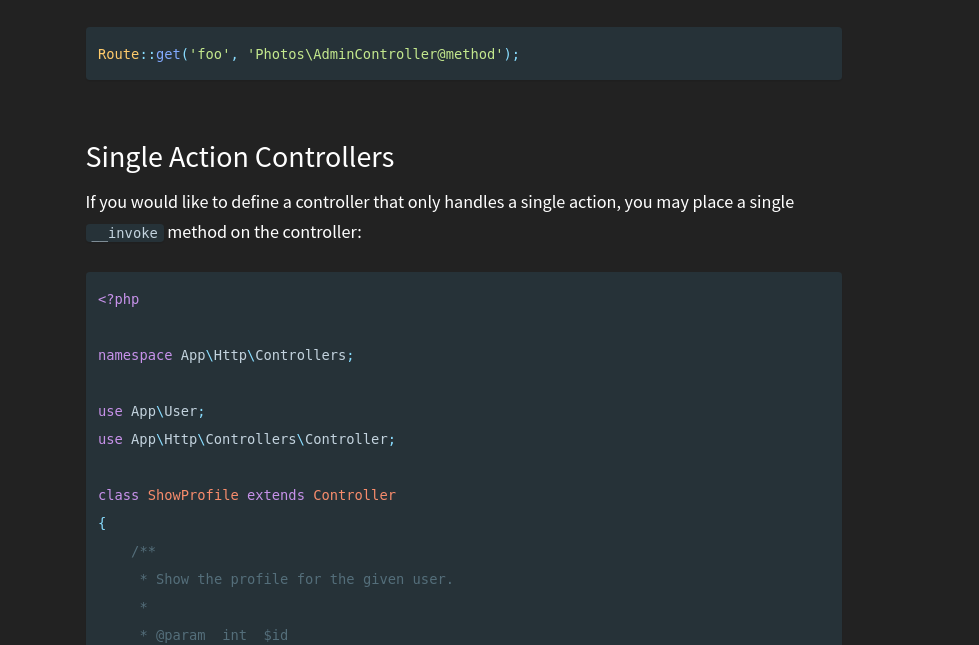 Route::get('foo', 'Photos\AdminController@method');
Single Action Controllers
If you would like to define a controller that only handles a single action, you may place a single
__invoke method on the controller:
<?php
namespace App\Http\Controllers;
use App\User;
use App\Http\Controllers\Controller;
class ShowProfile extends Controller
{
    /**
     * Show the profile for the given user.
     *
     * @param  int  $id